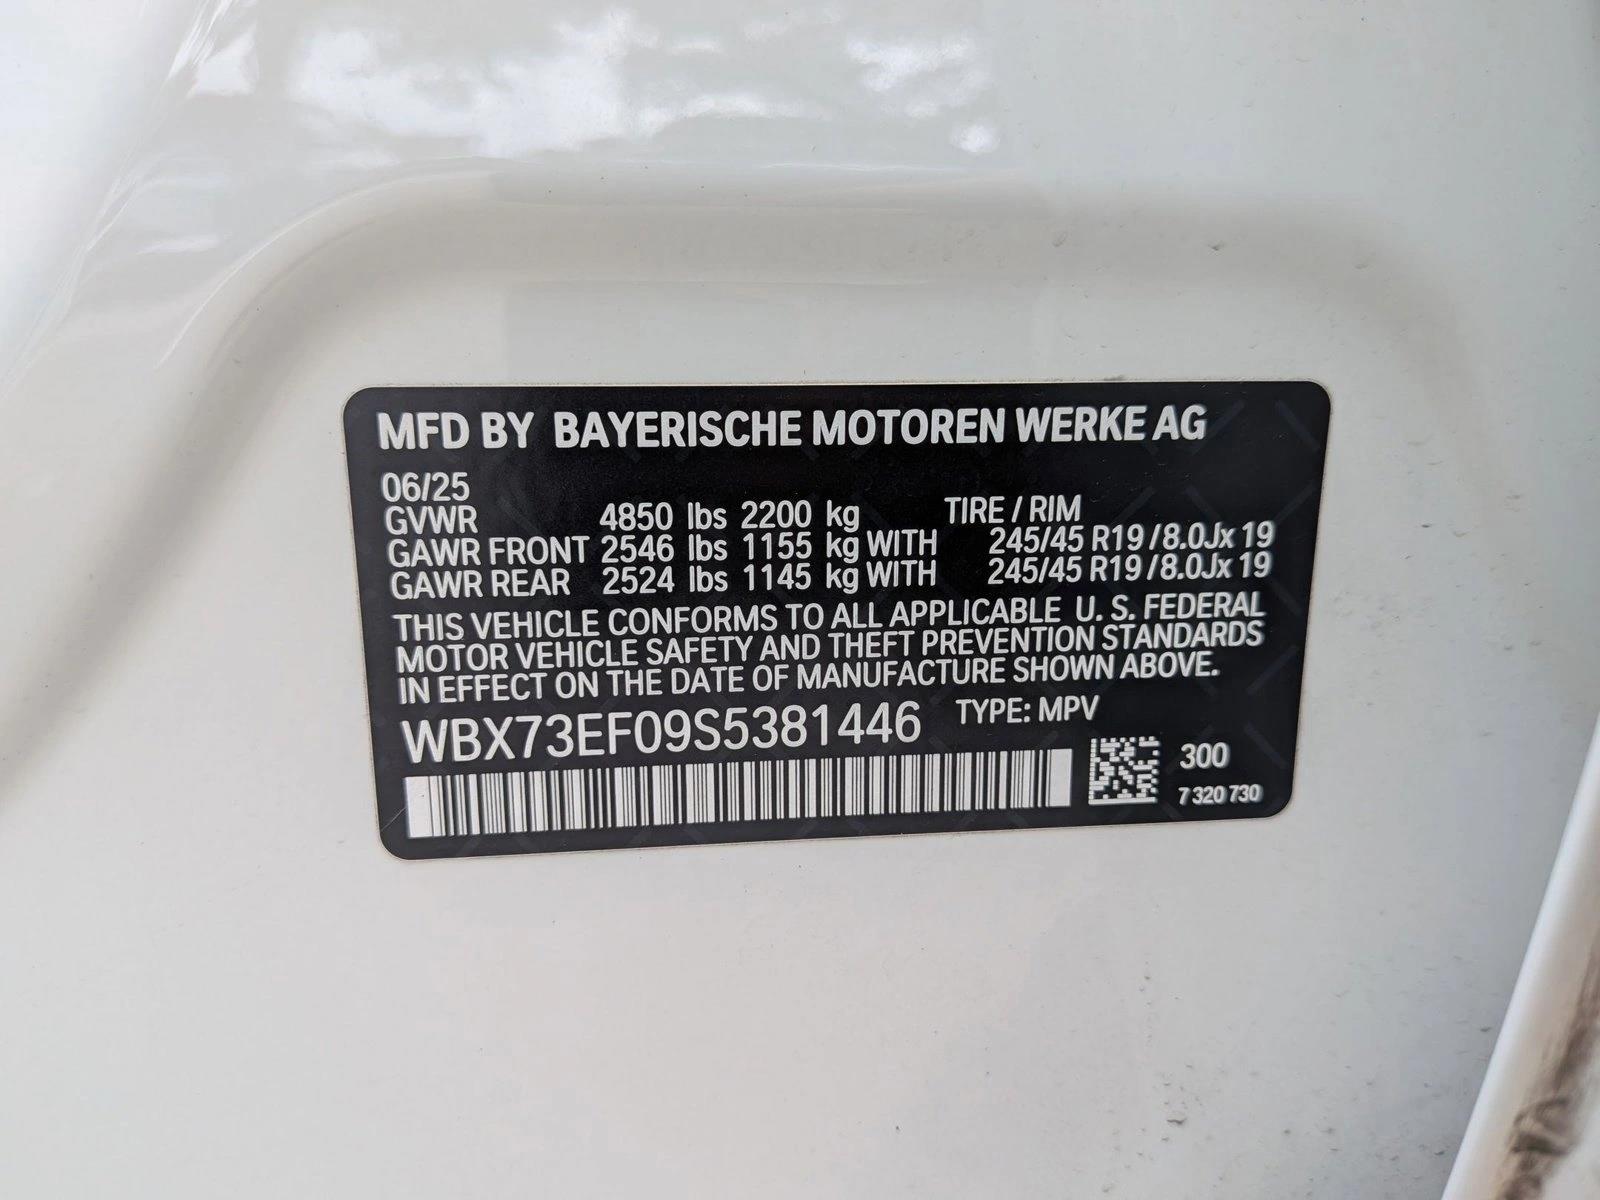 MFD BY BAYERISCHE MOTOREN WERKE AG
06/25
GVWR 4850 lbs 2200 kg TIRE / RIM
GAWR FRONT 2546 lbs 1155 kg WITH 245/45 R19 /8.0Jx 19
GAWR REAR 2524 lbs 1145 kg WITH 245/45 R19 /8.0Jx 19
THIS VEHICLE CONFORMS TO ALL APPLICABLE U. S. FEDERAL
MOTOR VEHICLE SAFETY AND THEFT PREVENTION STANDARDS
IN EFFECT ON THE DATE OF MANUFACTURE SHOWN ABOVE.
WBX73EF09S5381446 TYPE: MPV
300
7 320 730